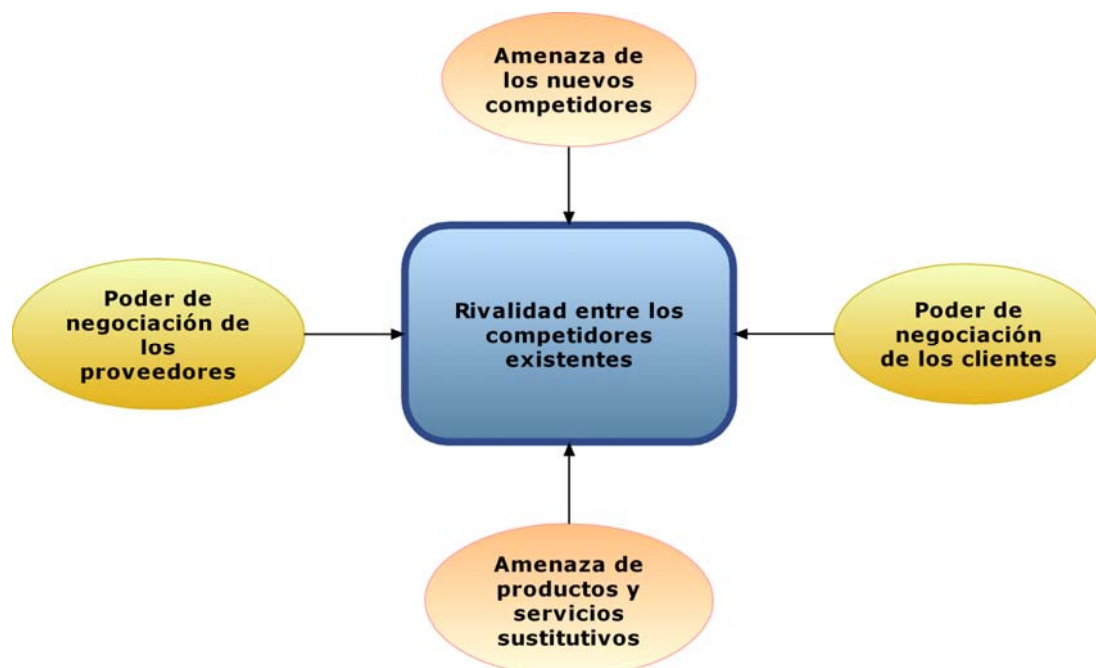 Amenaza de
los nuevos
competidores
Poder de
negociación de
los
proveedores
Rivalidad entre los
competidores
existentes
Poder de
negociación
de los clientes
Amenaza de
productos y
servicios
sustitutivos